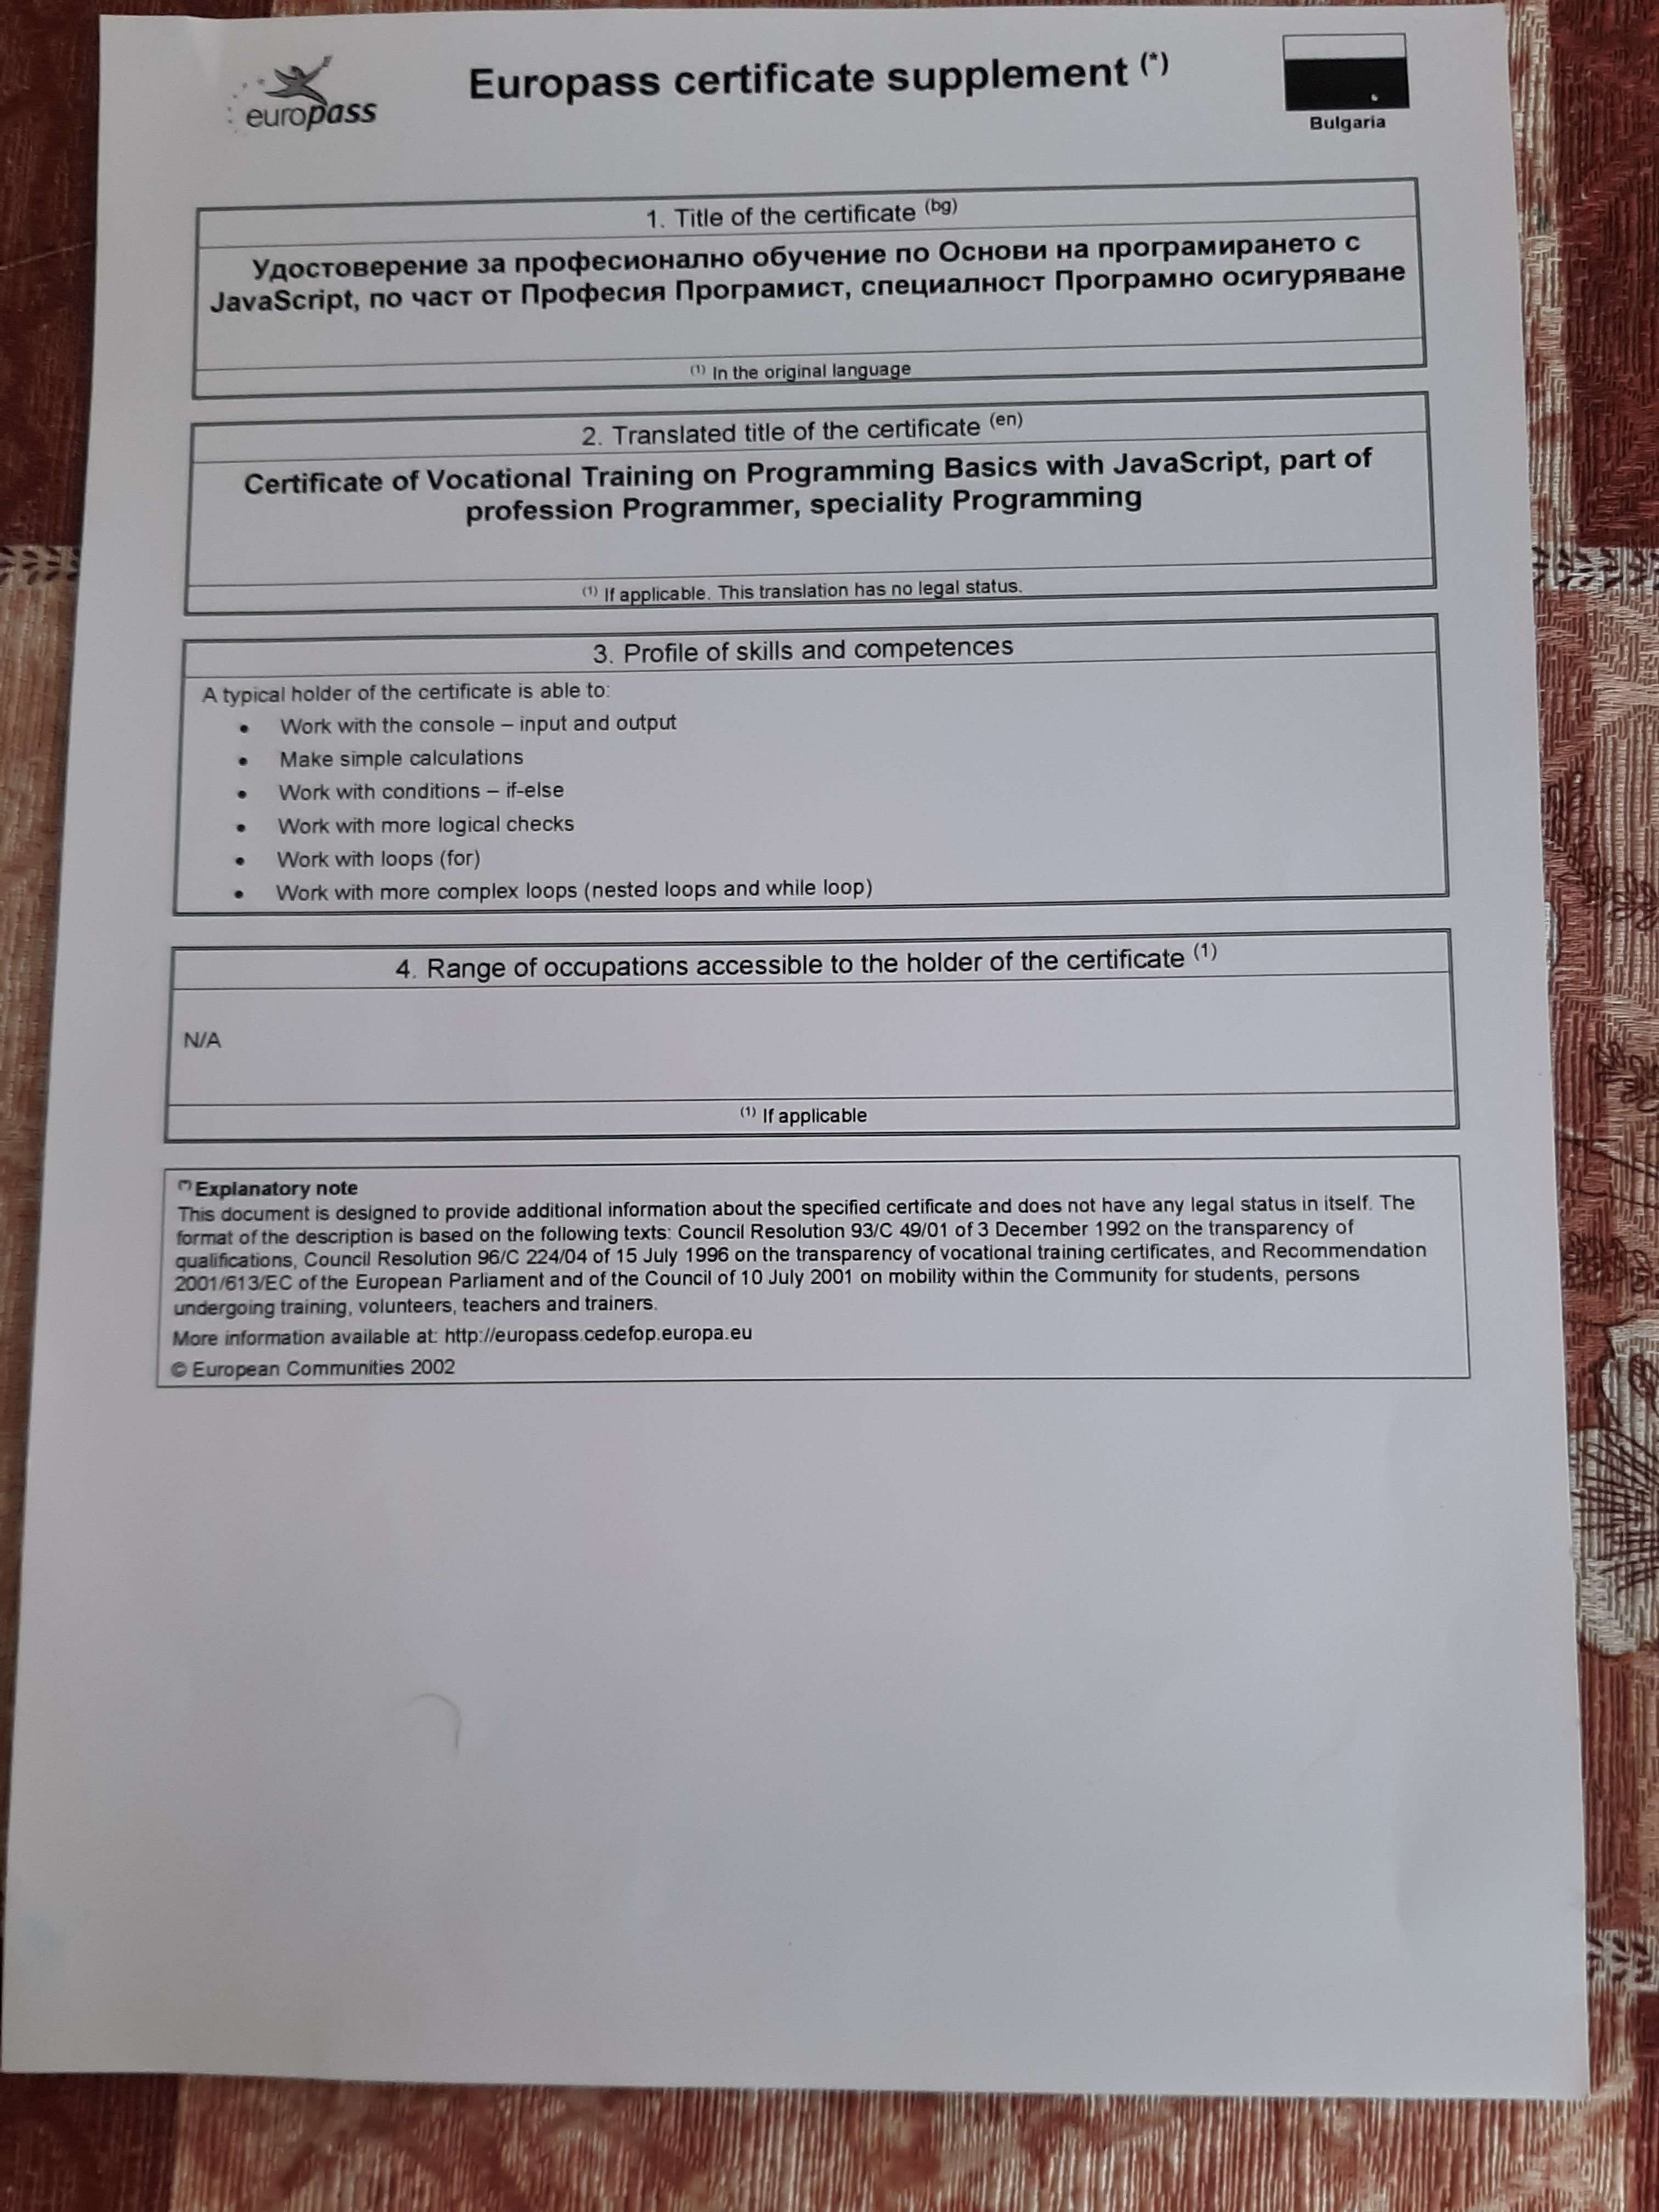 europass
Europass certificate supplement (*)
Bulgaria
1. Title of the certificate (bg)
Удостоверение за професионално обучение по Основи на програмирането с
JavaScript, по част от Професия Програмист, специалност Програмно осигуряване
(1) In the original language
2. Translated title of the certificate (en)
Certificate of Vocational Training on Programming Basics with JavaScript, part of
profession Programmer, speciality Programming
(1) If applicable. This translation has no legal status.
3. Profile of skills and competences
A typical holder of the certificate is able to:
• Work with the console – input and output
• Make simple calculations
• Work with conditions – if-else
• Work with more logical checks
• Work with loops (for)
• Work with more complex loops (nested loops and while loop)
4. Range of occupations accessible to the holder of the certificate (1)
N/A
(1) If applicable
(*) Explanatory note
This document is designed to provide additional information about the specified certificate and does not have any legal status in itself. The
format of the description is based on the following texts: Council Resolution 93/C 49/01 of 3 December 1992 on the transparency of
qualifications, Council Resolution 96/C 224/04 of 15 July 1996 on the transparency of vocational training certificates, and Recommendation
2001/613/EC of the European Parliament and of the Council of 10 July 2001 on mobility within the Community for students, persons
undergoing training, volunteers, teachers and trainers.
More information available at: http://europass.cedefop.europa.eu
© European Communities 2002